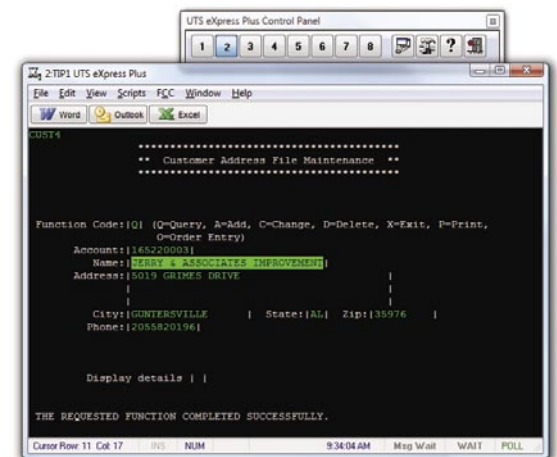 UTS eXpress Plus Control Panel
1 2 3 4 5 6 7 8 ?
2:TIP1 UTS eXpress Plus
File Edit View Scripts FCC Window Help
Word Outlook Excel
CUST4
******************************************
** Customer Address File Maintenance **
******************************************
Function Code:|Q| (Q=Query, A=Add, C=Change, D=Delete, X=Exit, P=Print,
O=Order Entry)
Account:|165220003|
Name:|JERRY & ASSOCIATES IMPROVEMENT|
Address:|5019 GRIMES DRIVE |
| |
| |
City:|GUNTERSVILLE | State:|AL| Zip:|35976 |
Phone:|2055820196|
Display details | |
THE REQUESTED FUNCTION COMPLETED SUCCESSFULLY.
Cursor Row: 11 Col: 17 INS NUM 9:34:04 AM Msg Wait WAIT POLL